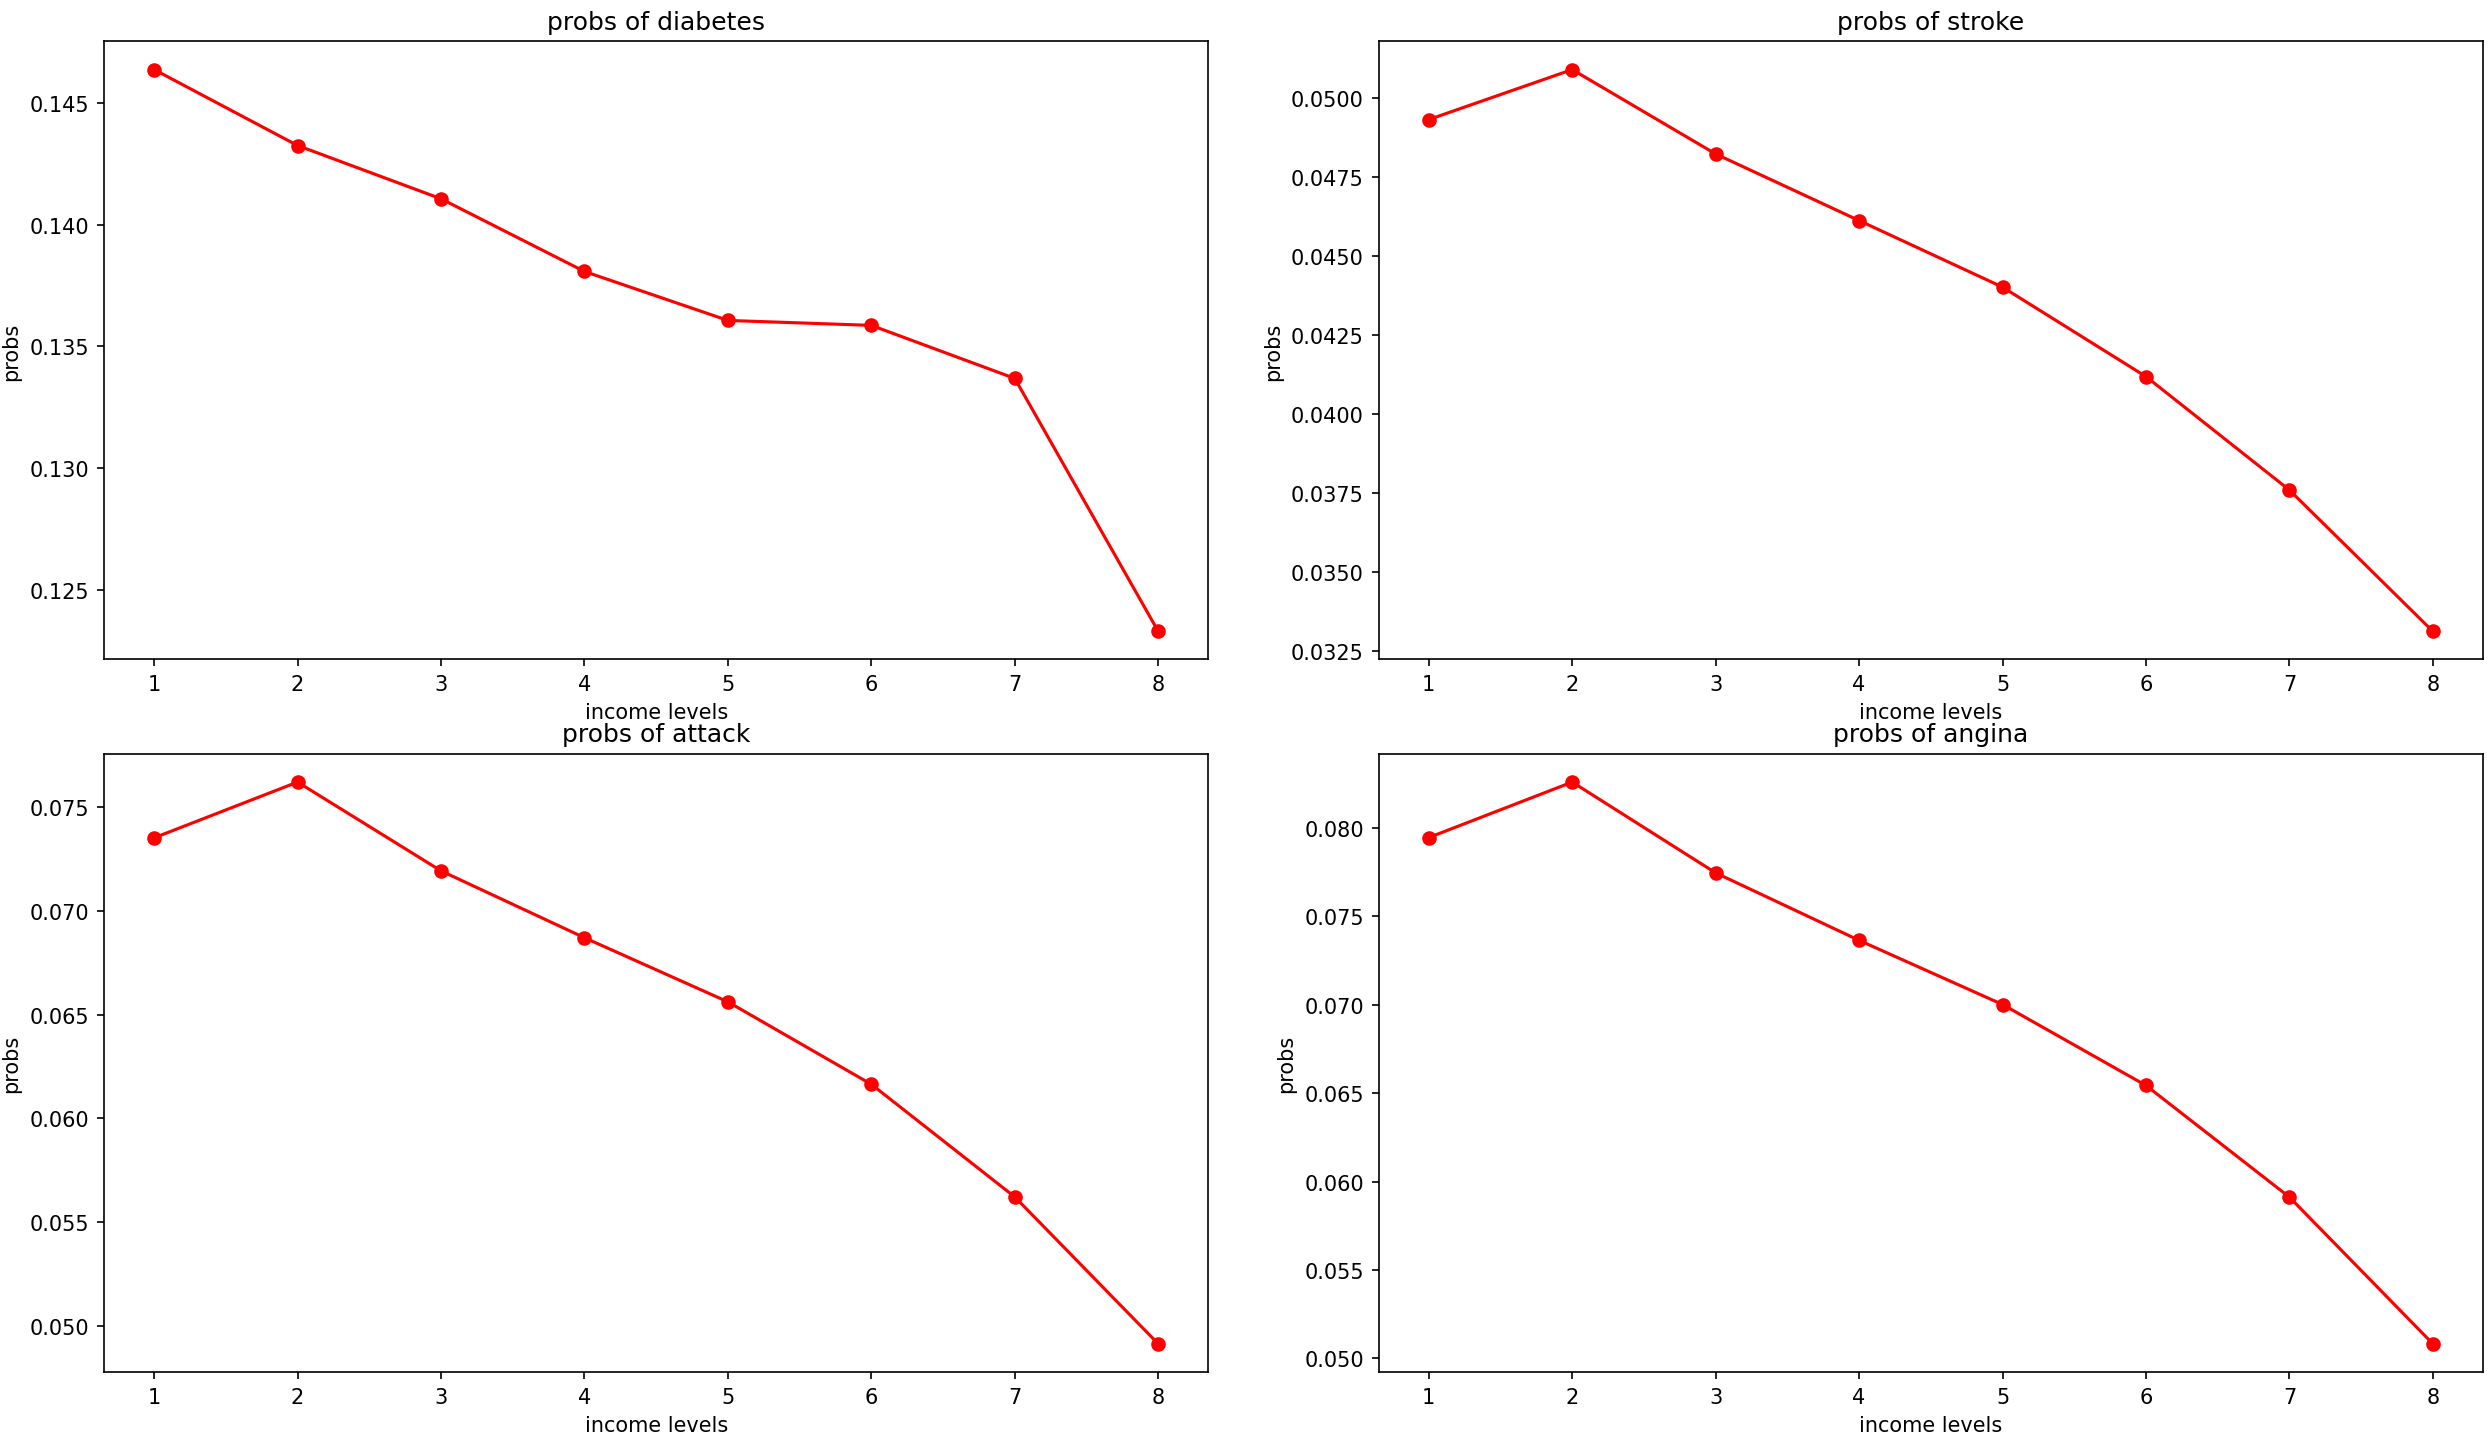 probs of diabetes
probs
0.145
0.140
0.135
0.130
0.125
1 2 3 4 5 6 7 8
income levels
probs of stroke
probs
0.0500
0.0475
0.0450
0.0425
0.0400
0.0375
0.0350
0.0325
1 2 3 4 5 6 7 8
income levels
probs of attack
probs
0.075
0.070
0.065
0.060
0.055
0.050
1 2 3 4 5 6 7 8
income levels
probs of angina
probs
0.080
0.075
0.070
0.065
0.060
0.055
0.050
1 2 3 4 5 6 7 8
income levels